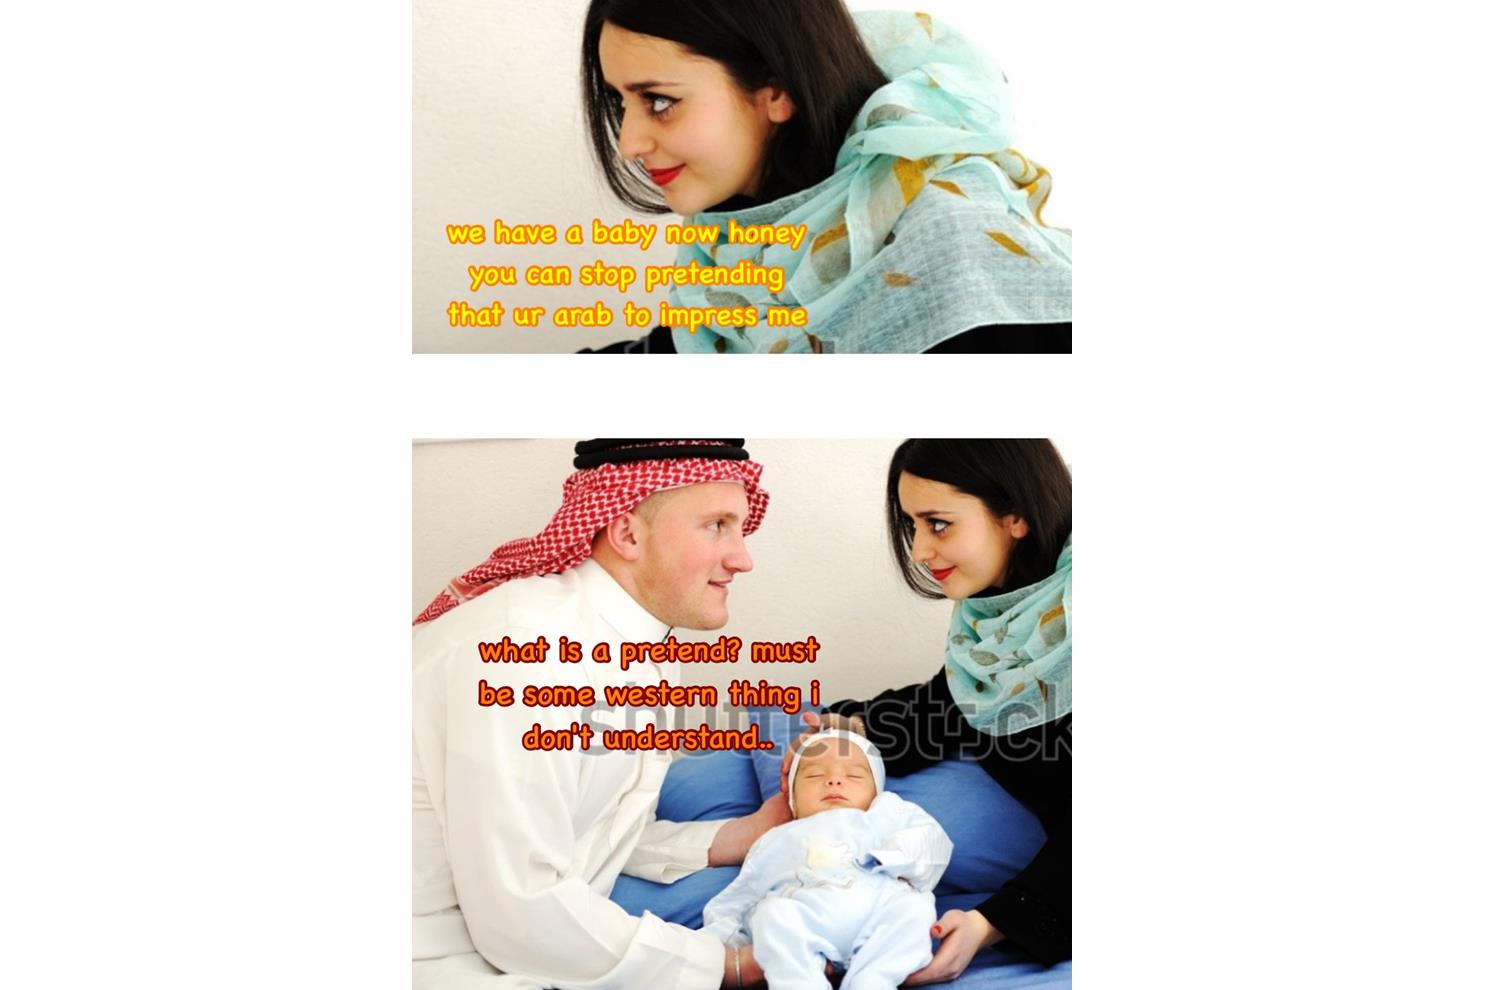 we have a baby now honey
you can stop pretending
that ur arab to impress me
what is a pretend? must
be some western thing i
don't understand..
shutterstock